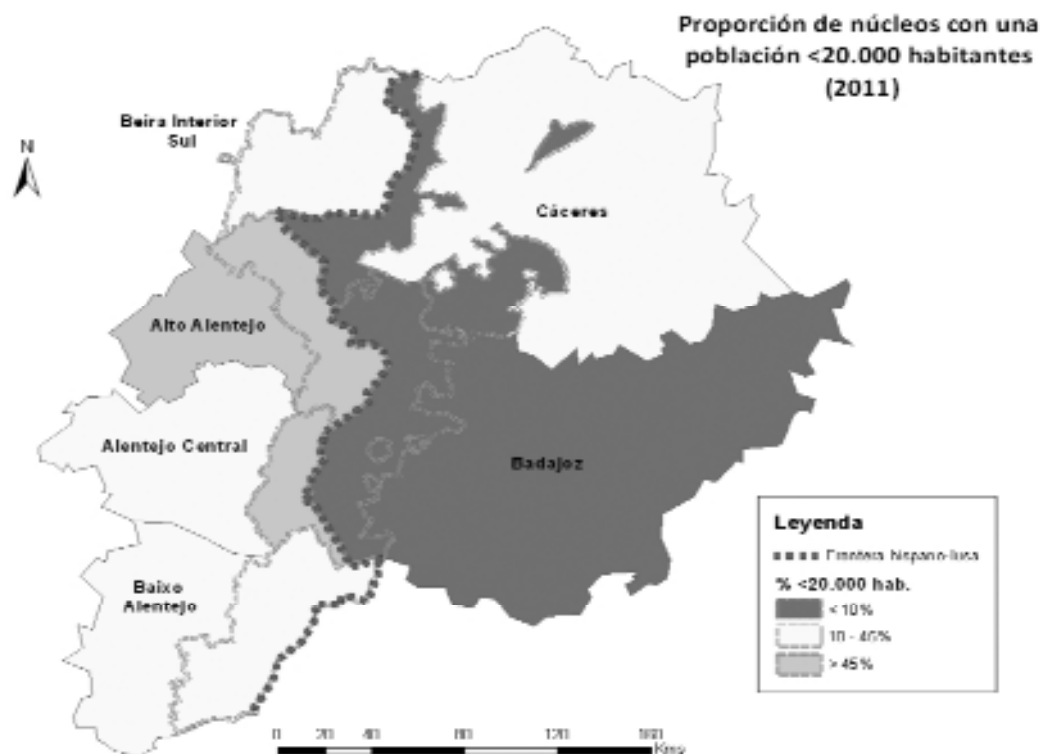 Proporción de núcleos con una
población <20.000 habitantes
(2011)
Beira Interior
Sul
N
Cáceres
Alto Alentejo
Alentejo Central
Badajoz
Baixo
Alentejo
Leyenda
Frontera hispano-lusa
% <20.000 hab.
< 10%
10 - 45%
> 45%
0 20 40 80 120 160
Kms